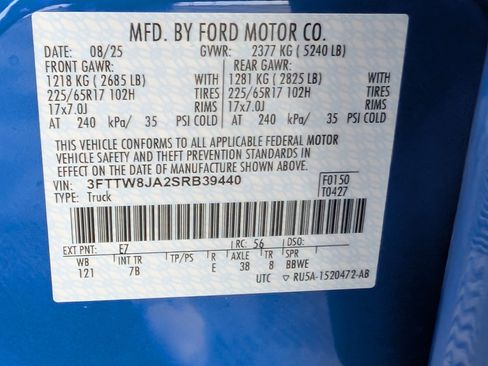 MFD. BY FORD MOTOR CO.
DATE: 08/25 GVWR: 2377 KG ( 5240 LB)
FRONT GAWR: REAR GAWR:
1218 KG ( 2685 LB) WITH 1281 KG ( 2825 LB) WITH
225/65R17 102H TIRES 225/65R17 102H TIRES
17x7.0J RIMS 17x7.0J RIMS
AT 240 kPa/ 35 PSI COLD AT 240 kPa/ 35 PSI COLD
THIS VEHICLE CONFORMS TO ALL APPLICABLE FEDERAL MOTOR
VEHICLE SAFETY, BUMPER, AND THEFT PREVENTION STANDARDS IN
EFFECT ON THE DATE OF MANUFACTURE SHOWN ABOVE.
VIN: 3FTTW8JA2SRB39440 F0150
TYPE: Truck T0427
EXT PNT: E7 RC: 56 DSO:
WB INT TR TP/PS R AXLE TR SPR
121 7B E 38 8 BBWE
UTC ▽ RU5A-1520472-AB